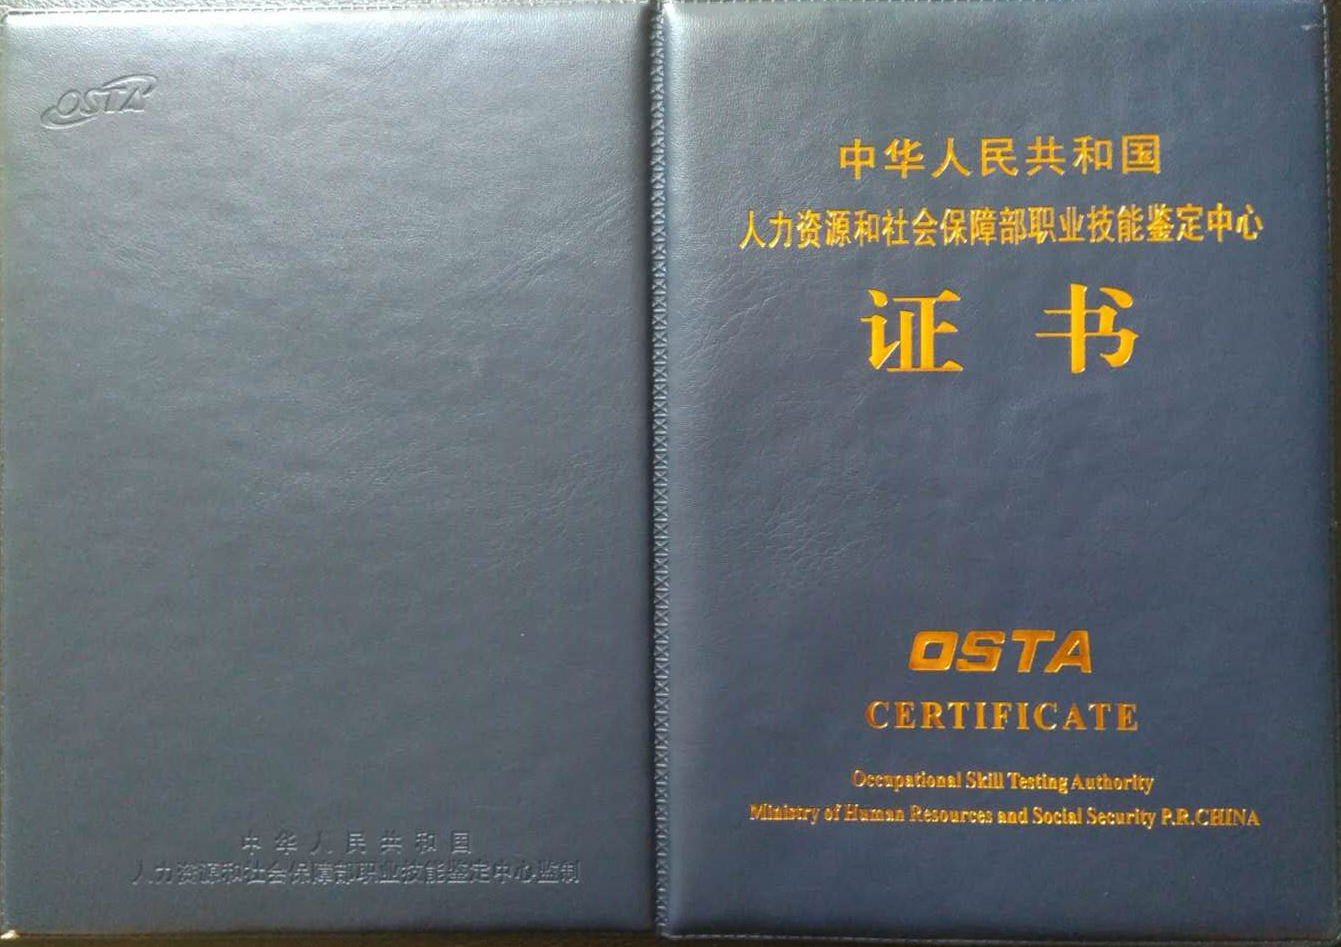 OSTA
中华人民共和国
人力资源和社会保障部职业技能鉴定中心监制
中华人民共和国
人力资源和社会保障部职业技能鉴定中心
证书
OSTA
CERTIFICATE
Occupational Skill Testing Authority
Ministry of Human Resources and Social Security P.R.CHINA